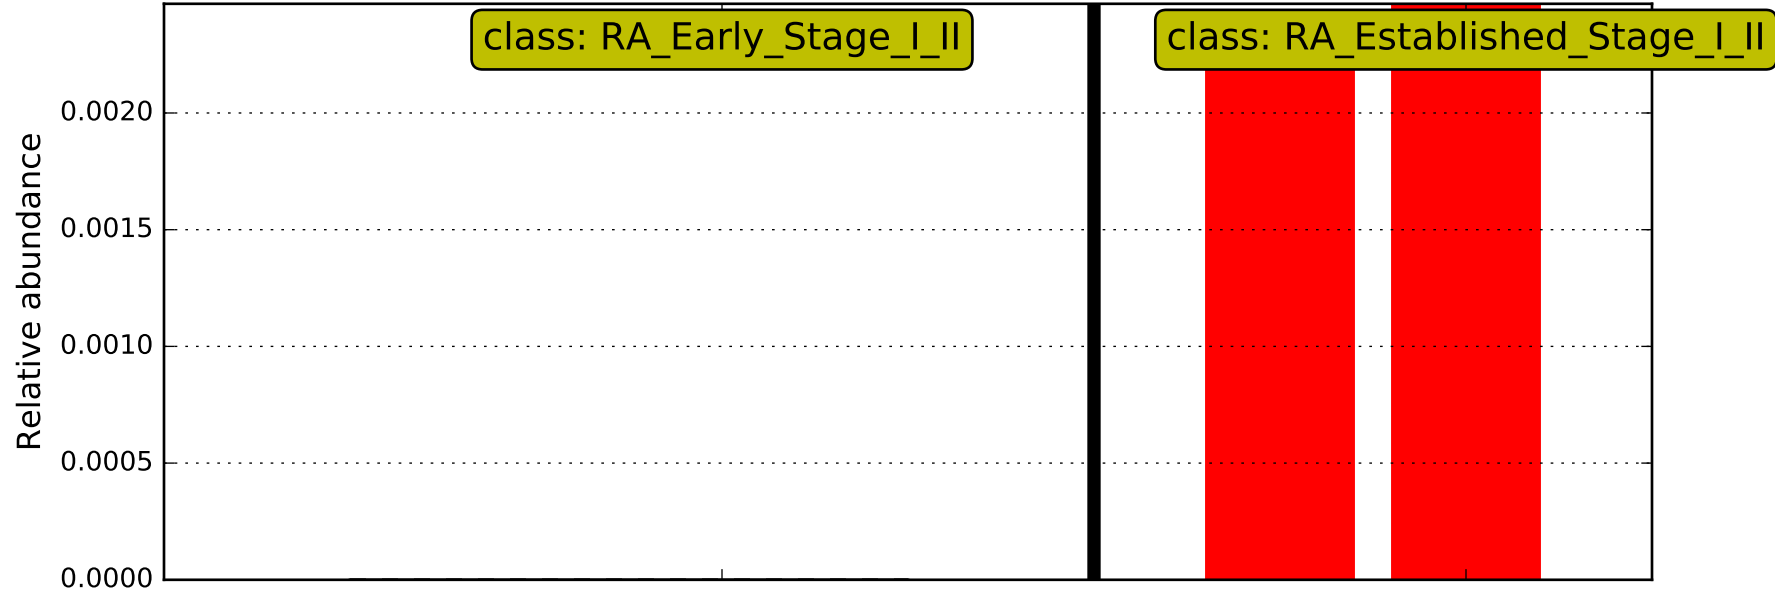 class: RA_Early_Stage_I_II
class: RA_Established_Stage_I_II
Relative abundance
0.0020
0.0015
0.0010
0.0005
0.0000